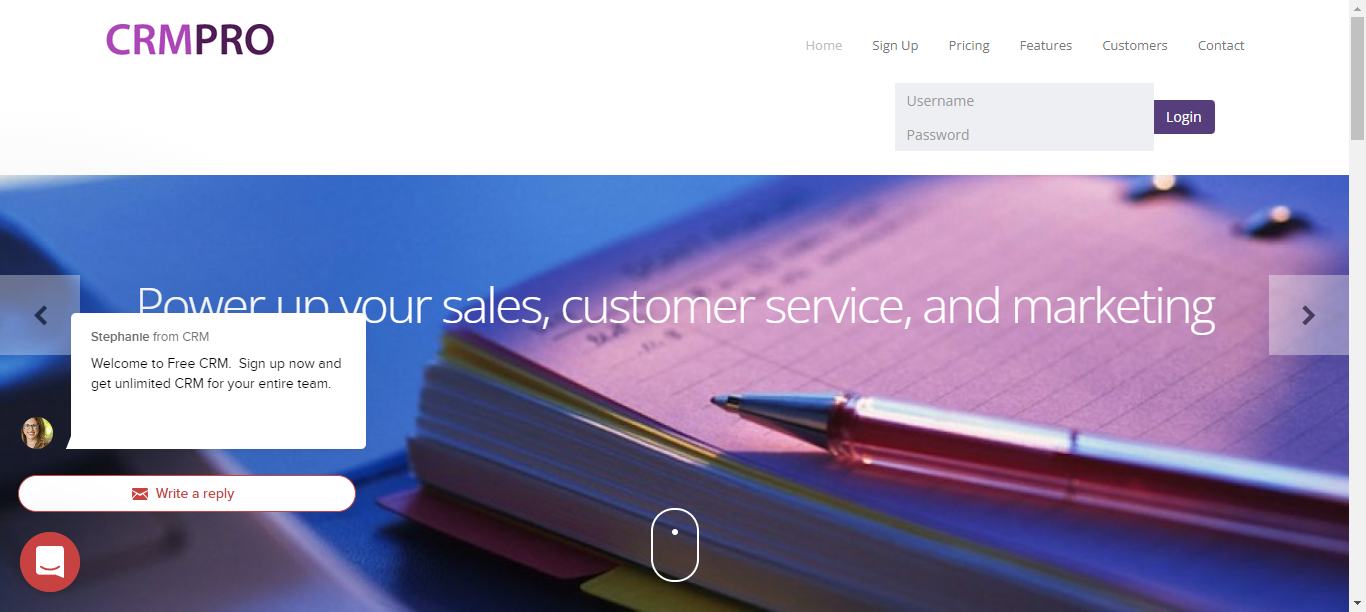 CRMPRO
Home Sign Up Pricing Features Customers Contact
Username
Password
Login
Power up your sales, customer service, and marketing
Stephanie from CRM
Welcome to Free CRM. Sign up now and
get unlimited CRM for your entire team.
Write a reply